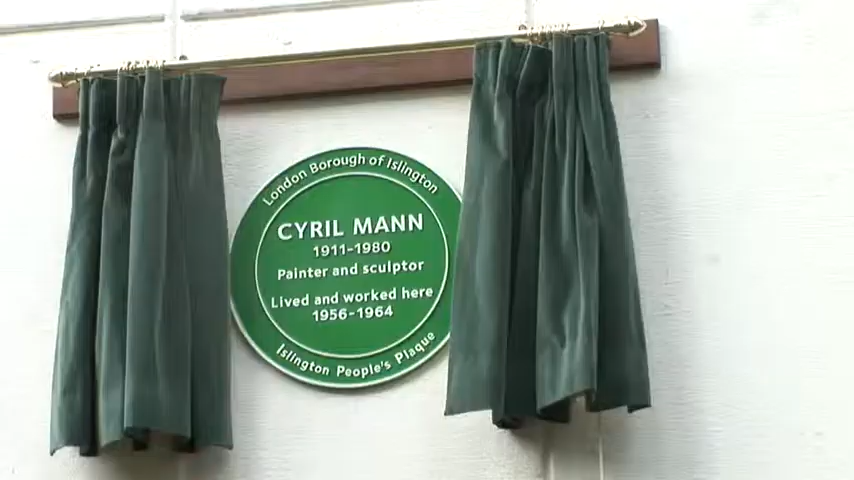 London Borough of Islington
CYRIL MANN
1911-1980
Painter and sculptor
Lived and worked here
1956-1964
Islington People's Plaque